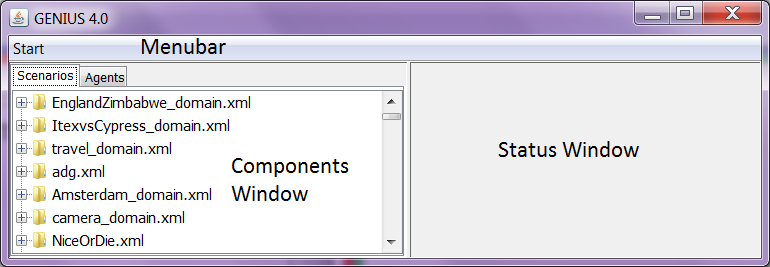 GENIUS 4.0
Start
Menubar
Scenarios
Agents
EnglandZimbabwe_domain.xml
ItexvsCypress_domain.xml
travel_domain.xml
adg.xml
Amsterdam_domain.xml
camera_domain.xml
NiceOrDie.xml
Components
Window
Status Window